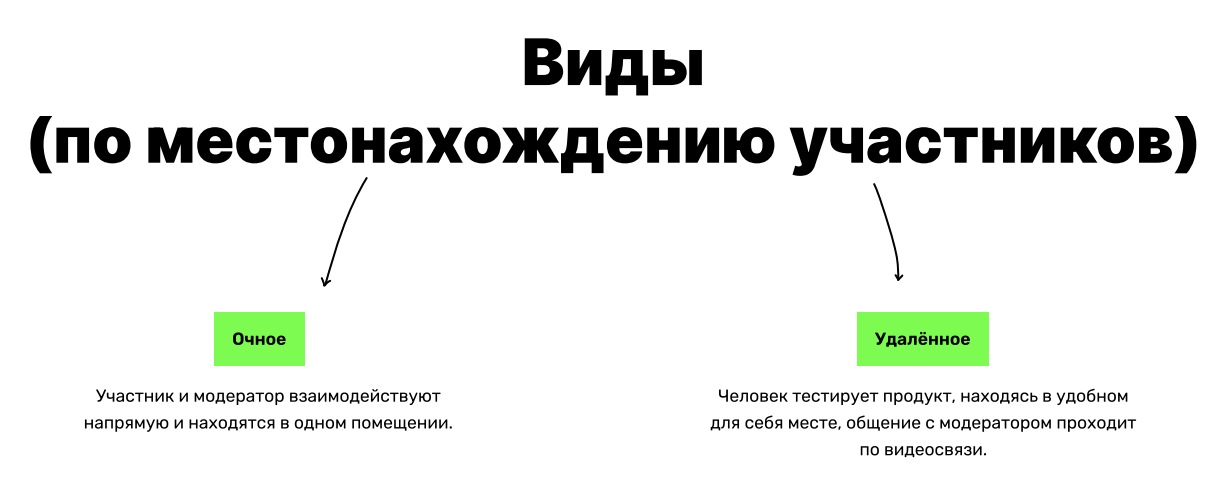 Виды
(по местонахождению участников)
Очное
Удалённое
Участник и модератор взаимодействуют
напрямую и находятся в одном помещении.
Человек тестирует продукт, находясь в удобном
для себя месте, общение с модератором проходит
по видеосвязи.